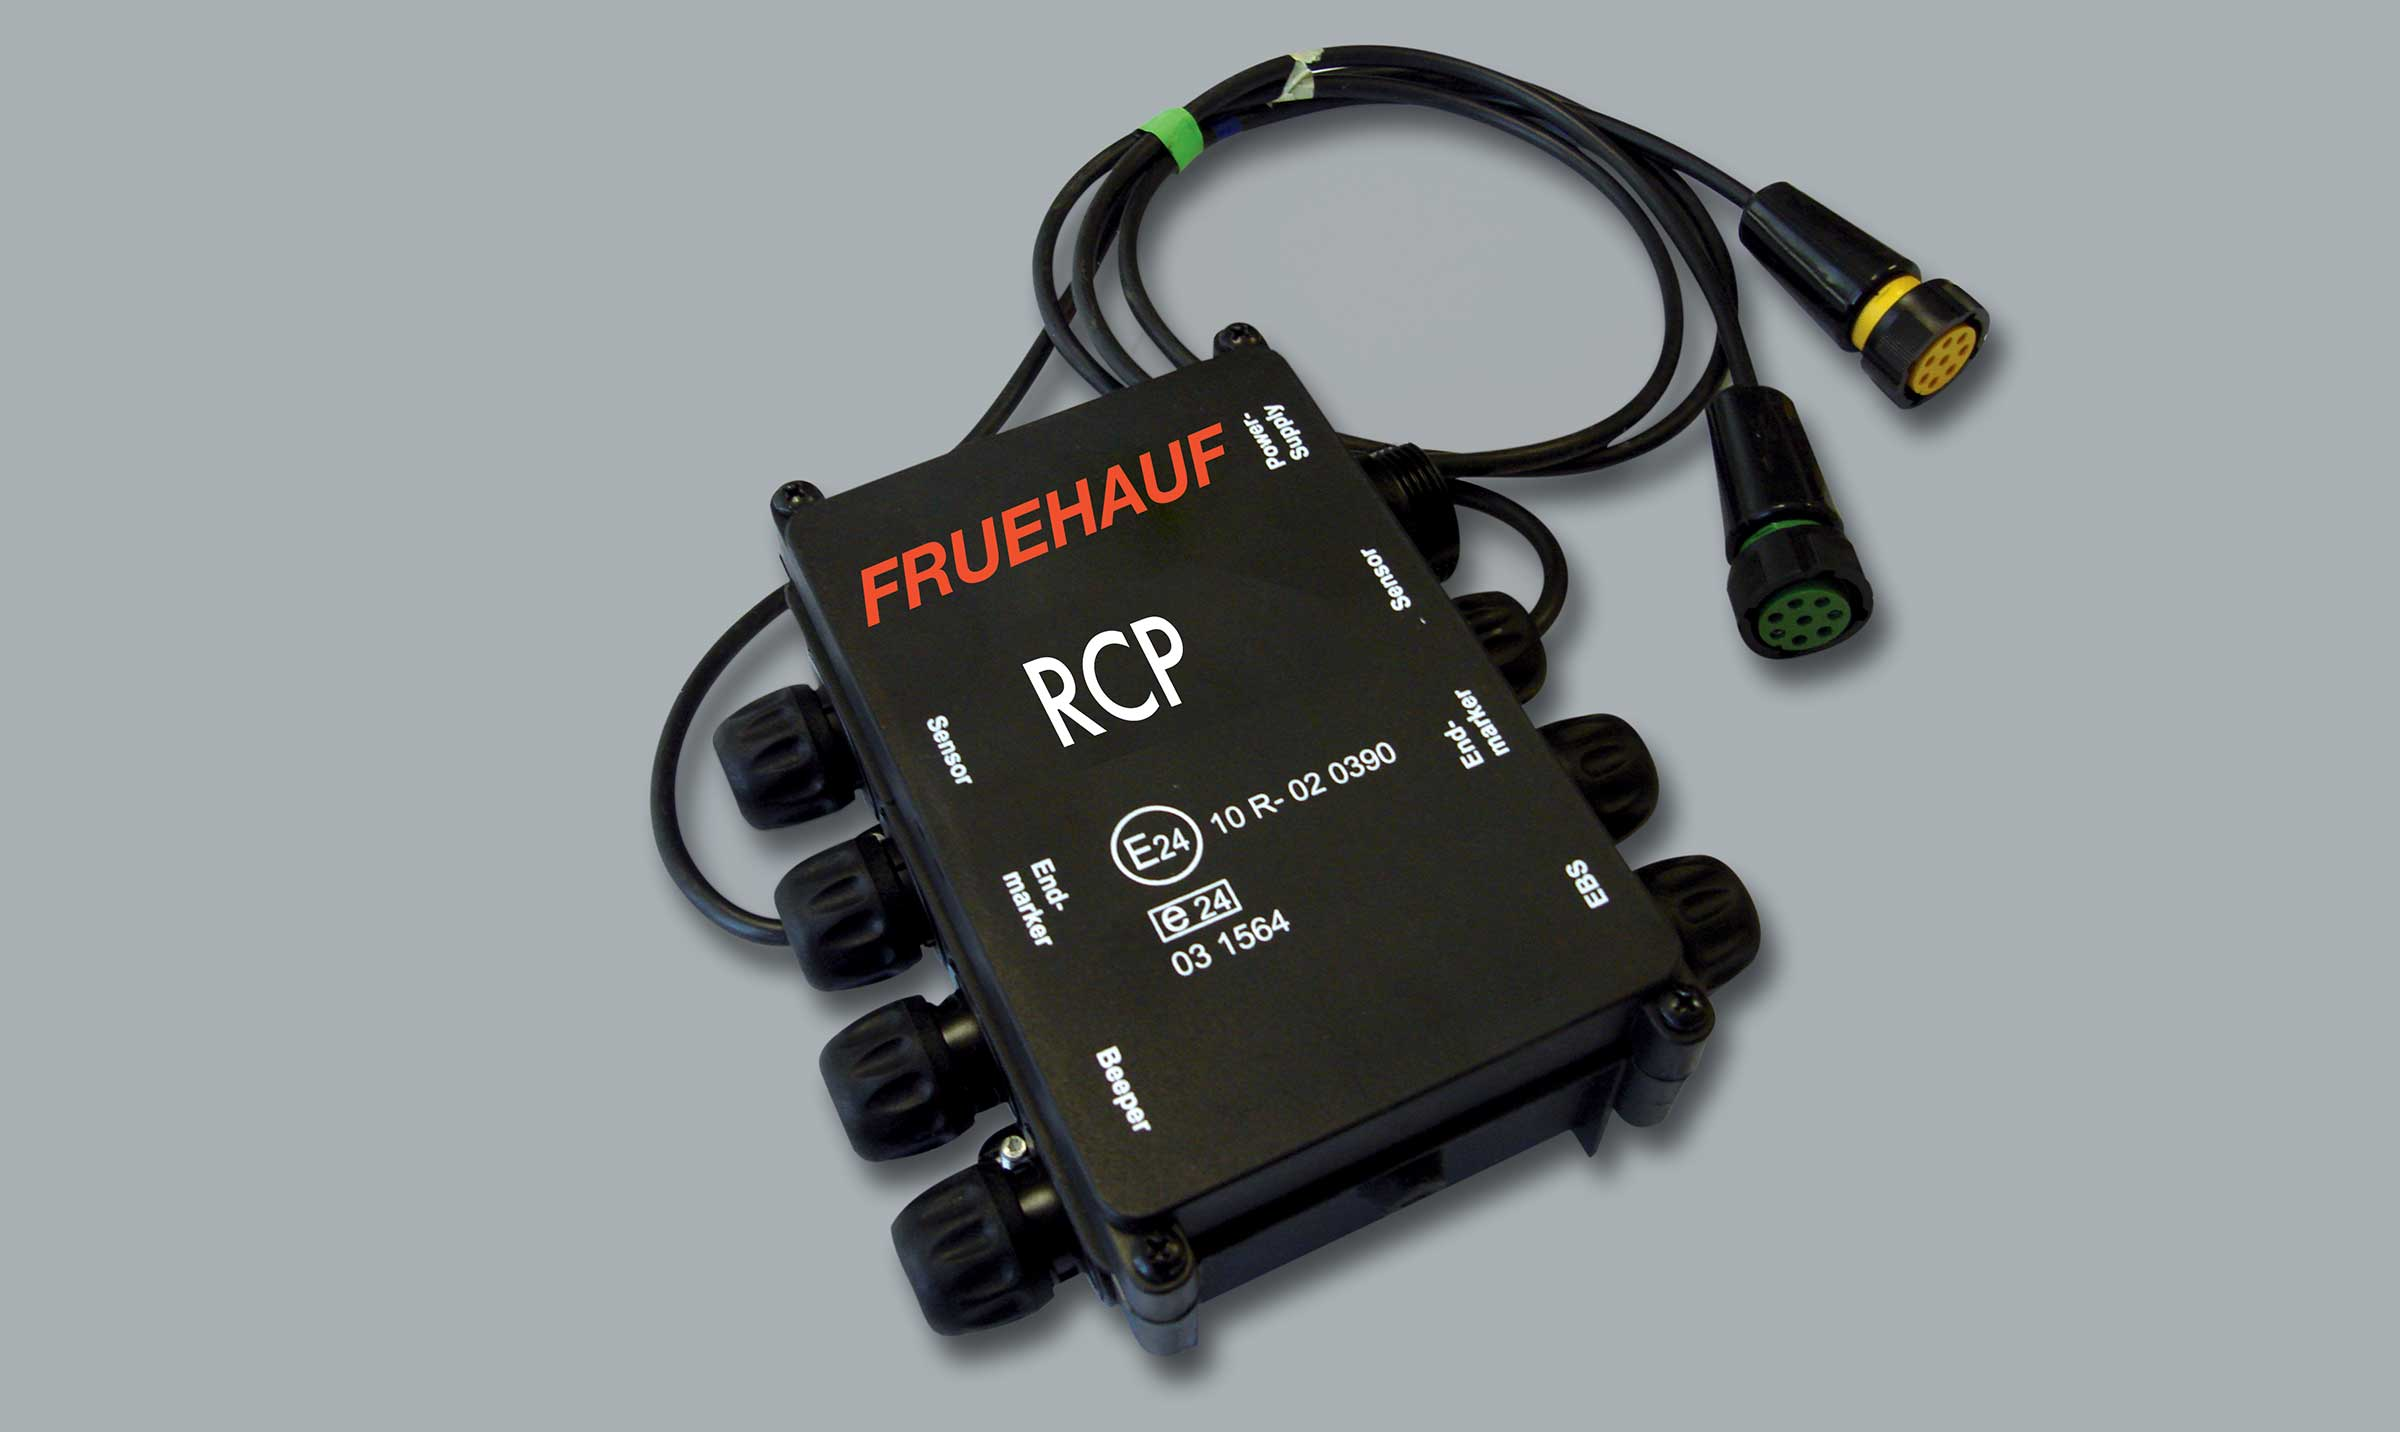 FRUEHAUF
RCP
Power-
Supply
Sensor
End-
marker
EBS
Sensor
End-
marker
Beeper
E24 10 R- 02 0390
e 24
03 1564